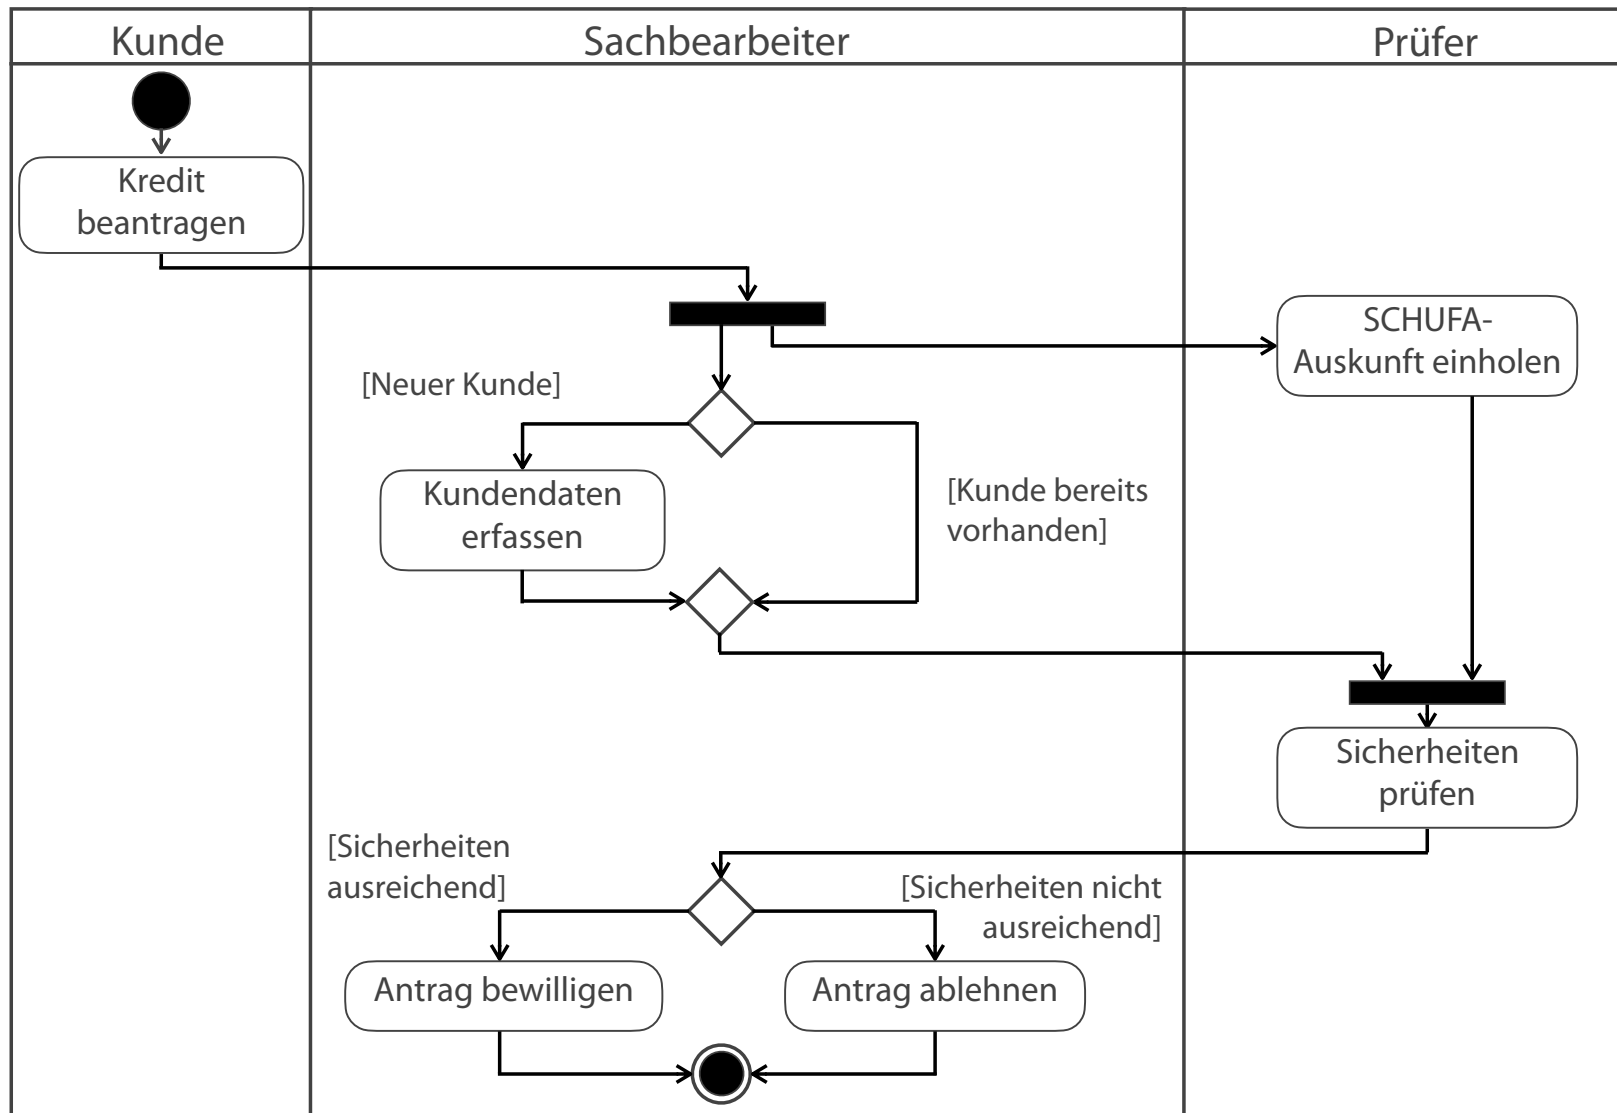 Kunde
Sachbearbeiter
Prüfer
Kredit
beantragen
SCHUFA-
Auskunft einholen
[Neuer Kunde]
Kundendaten
erfassen
[Kunde bereits
vorhanden]
Sicherheiten
prüfen
[Sicherheiten
ausreichend]
[Sicherheiten nicht
ausreichend]
Antrag bewilligen
Antrag ablehnen